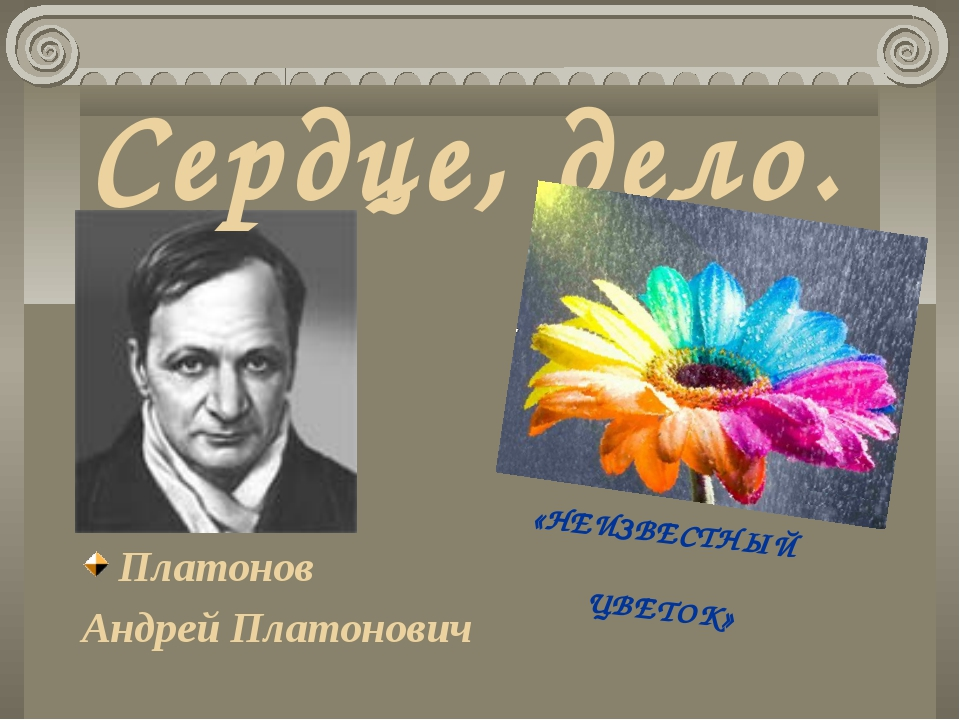 Сердце, дело.
Платонов
Андрей Платонович
«НЕИЗВЕСТНЫЙ
ЦВЕТОК»